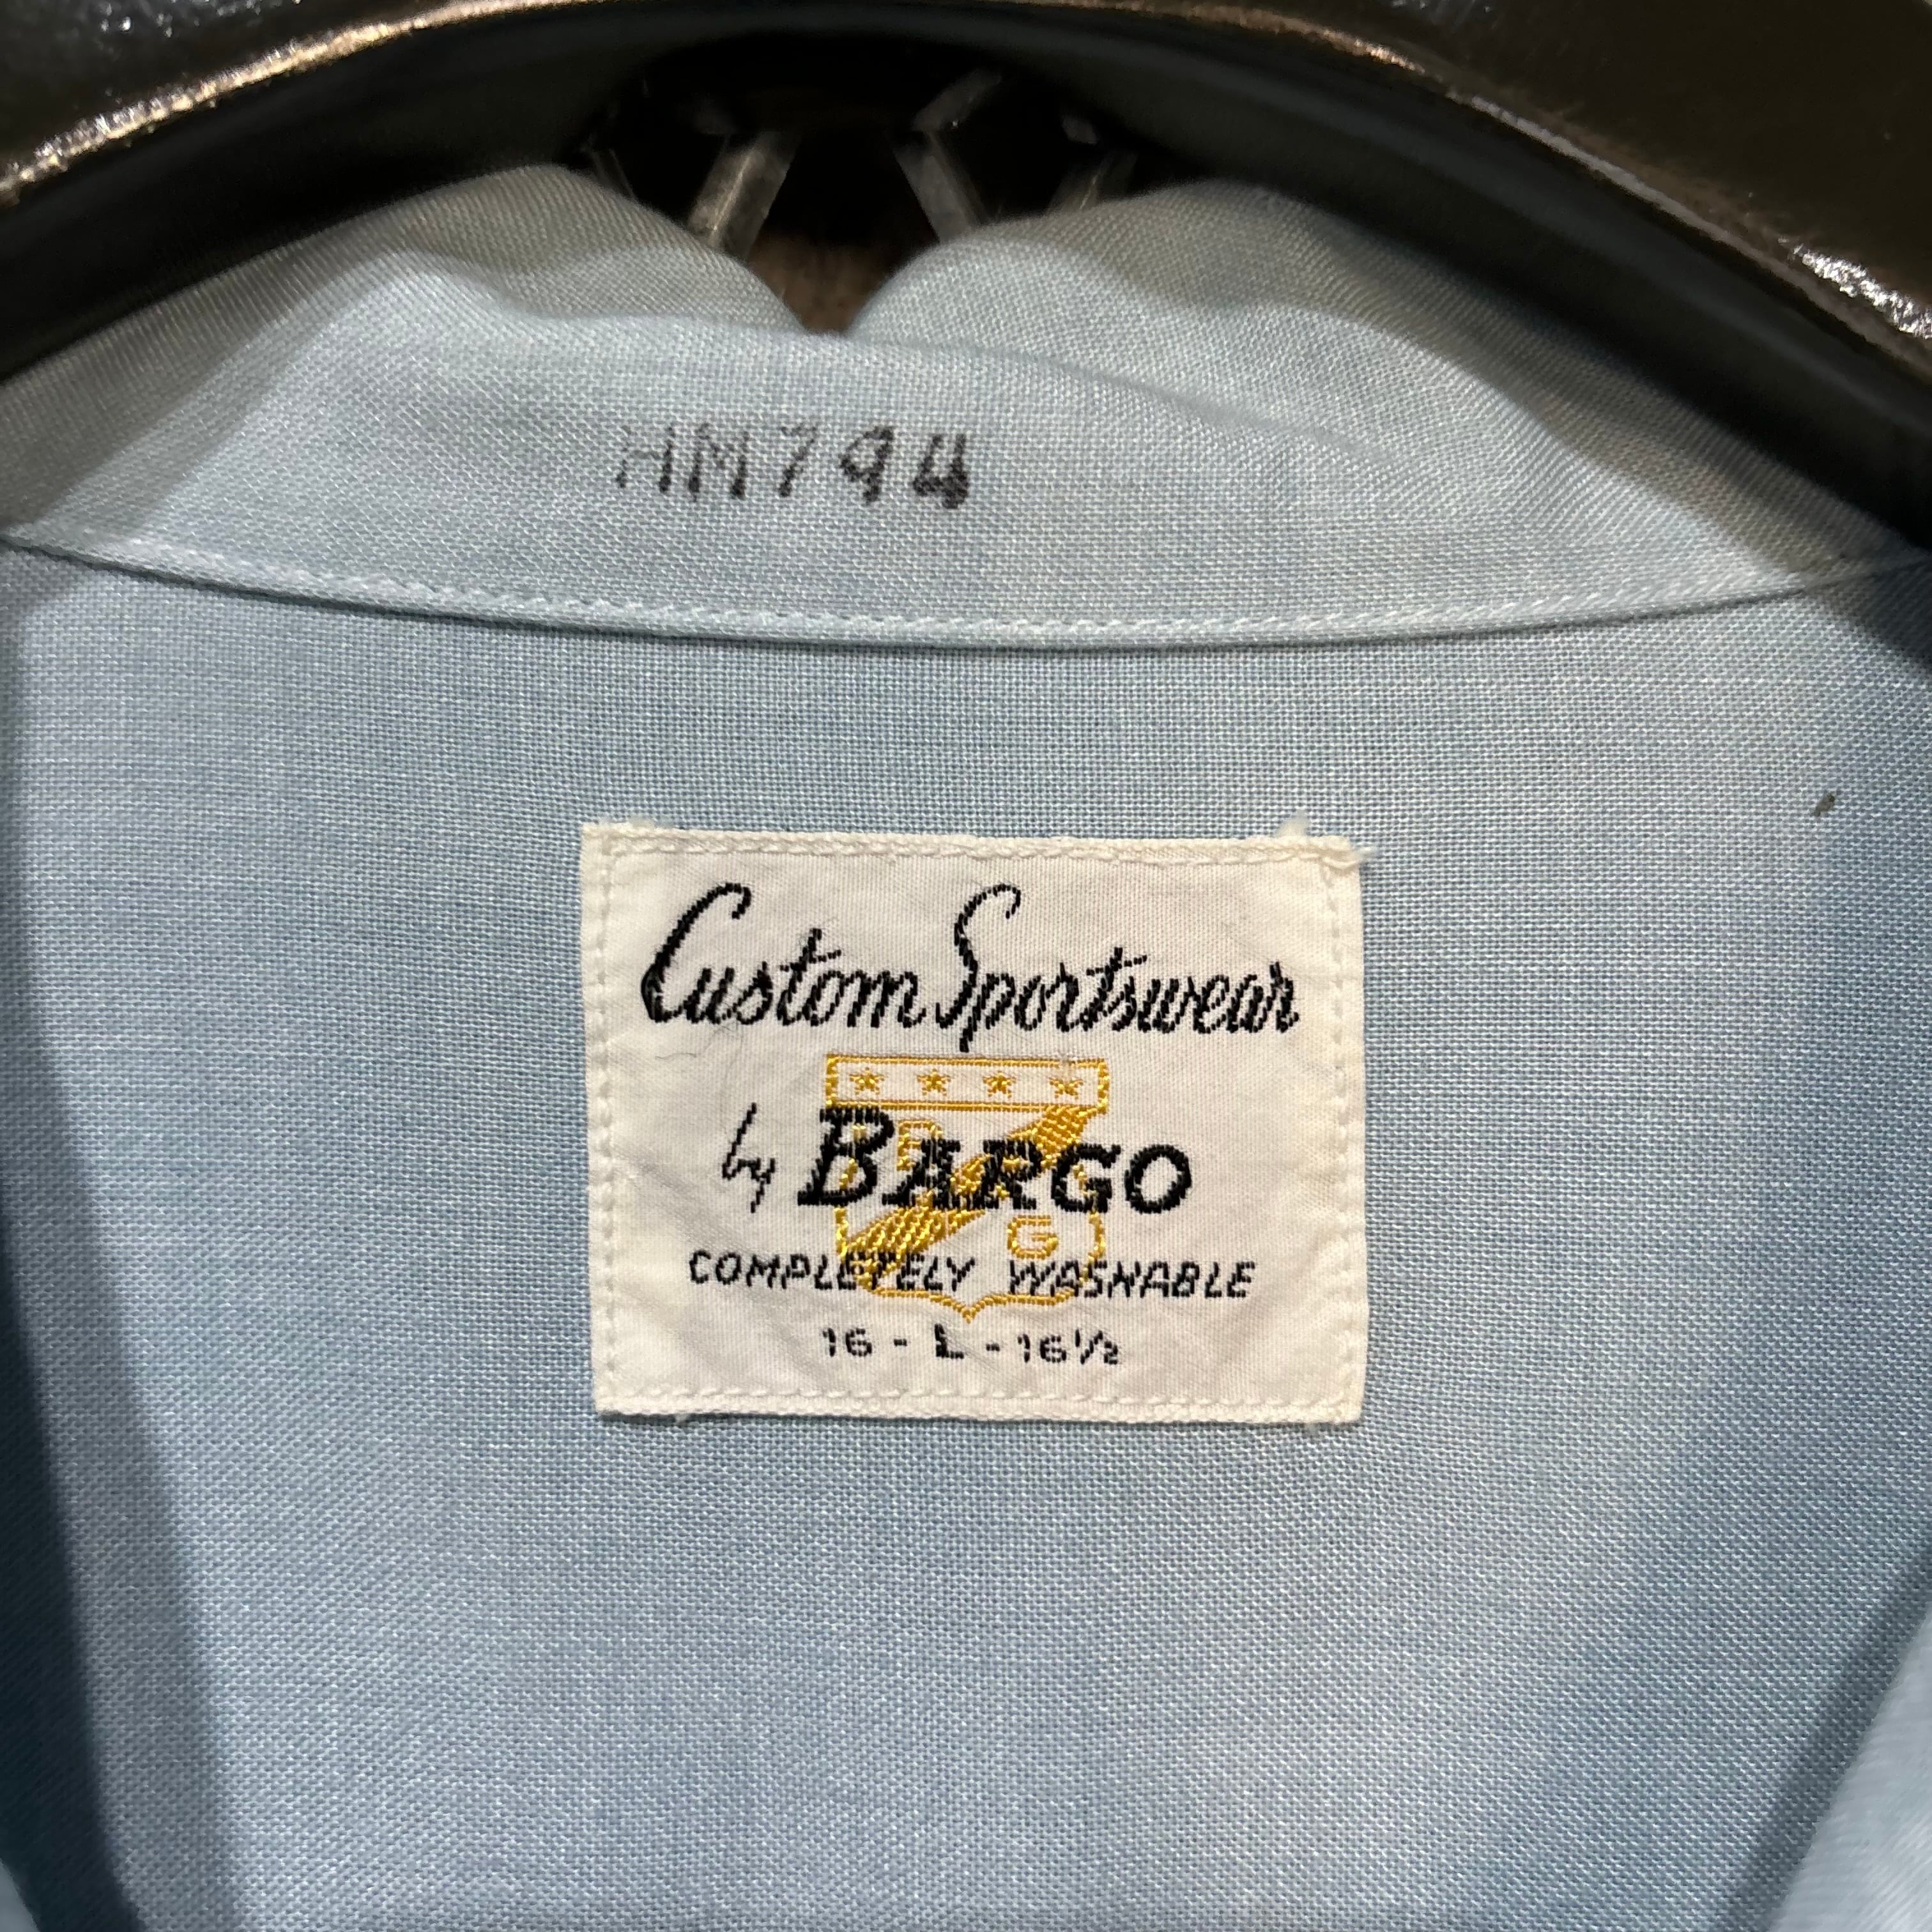 HM794
Custom Sportswear
by BARGO
G
COMPLETELY WASHABLE
16 - L - 16½